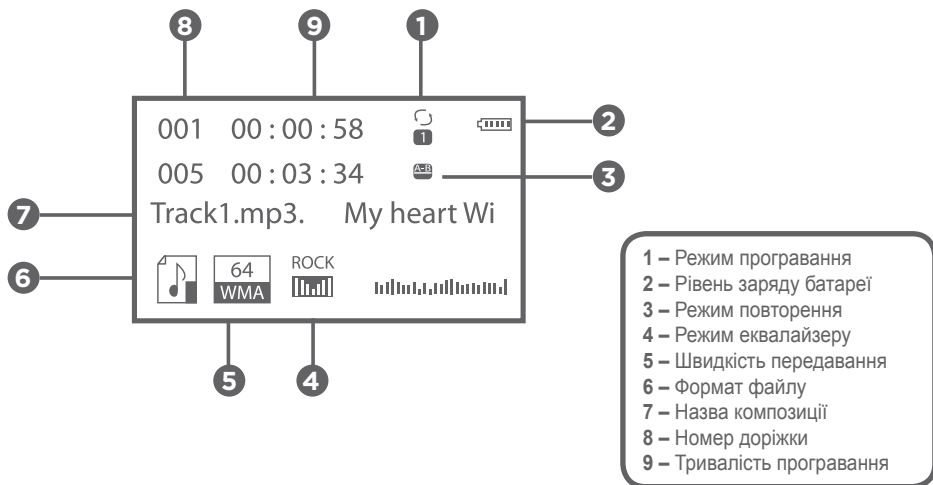 8 9 1
001 00 : 00 : 58 1 2
005 00 : 03 : 34 A-B 3
7 Track1.mp3. My heart Wi
6 64 ROCK
WMA
5 4
1 – Режим програвання
2 – Рівень заряду батареї
3 – Режим повторення
4 – Режим еквалайзеру
5 – Швидкість передавання
6 – Формат файлу
7 – Назва композиції
8 – Номер доріжки
9 – Тривалість програвання